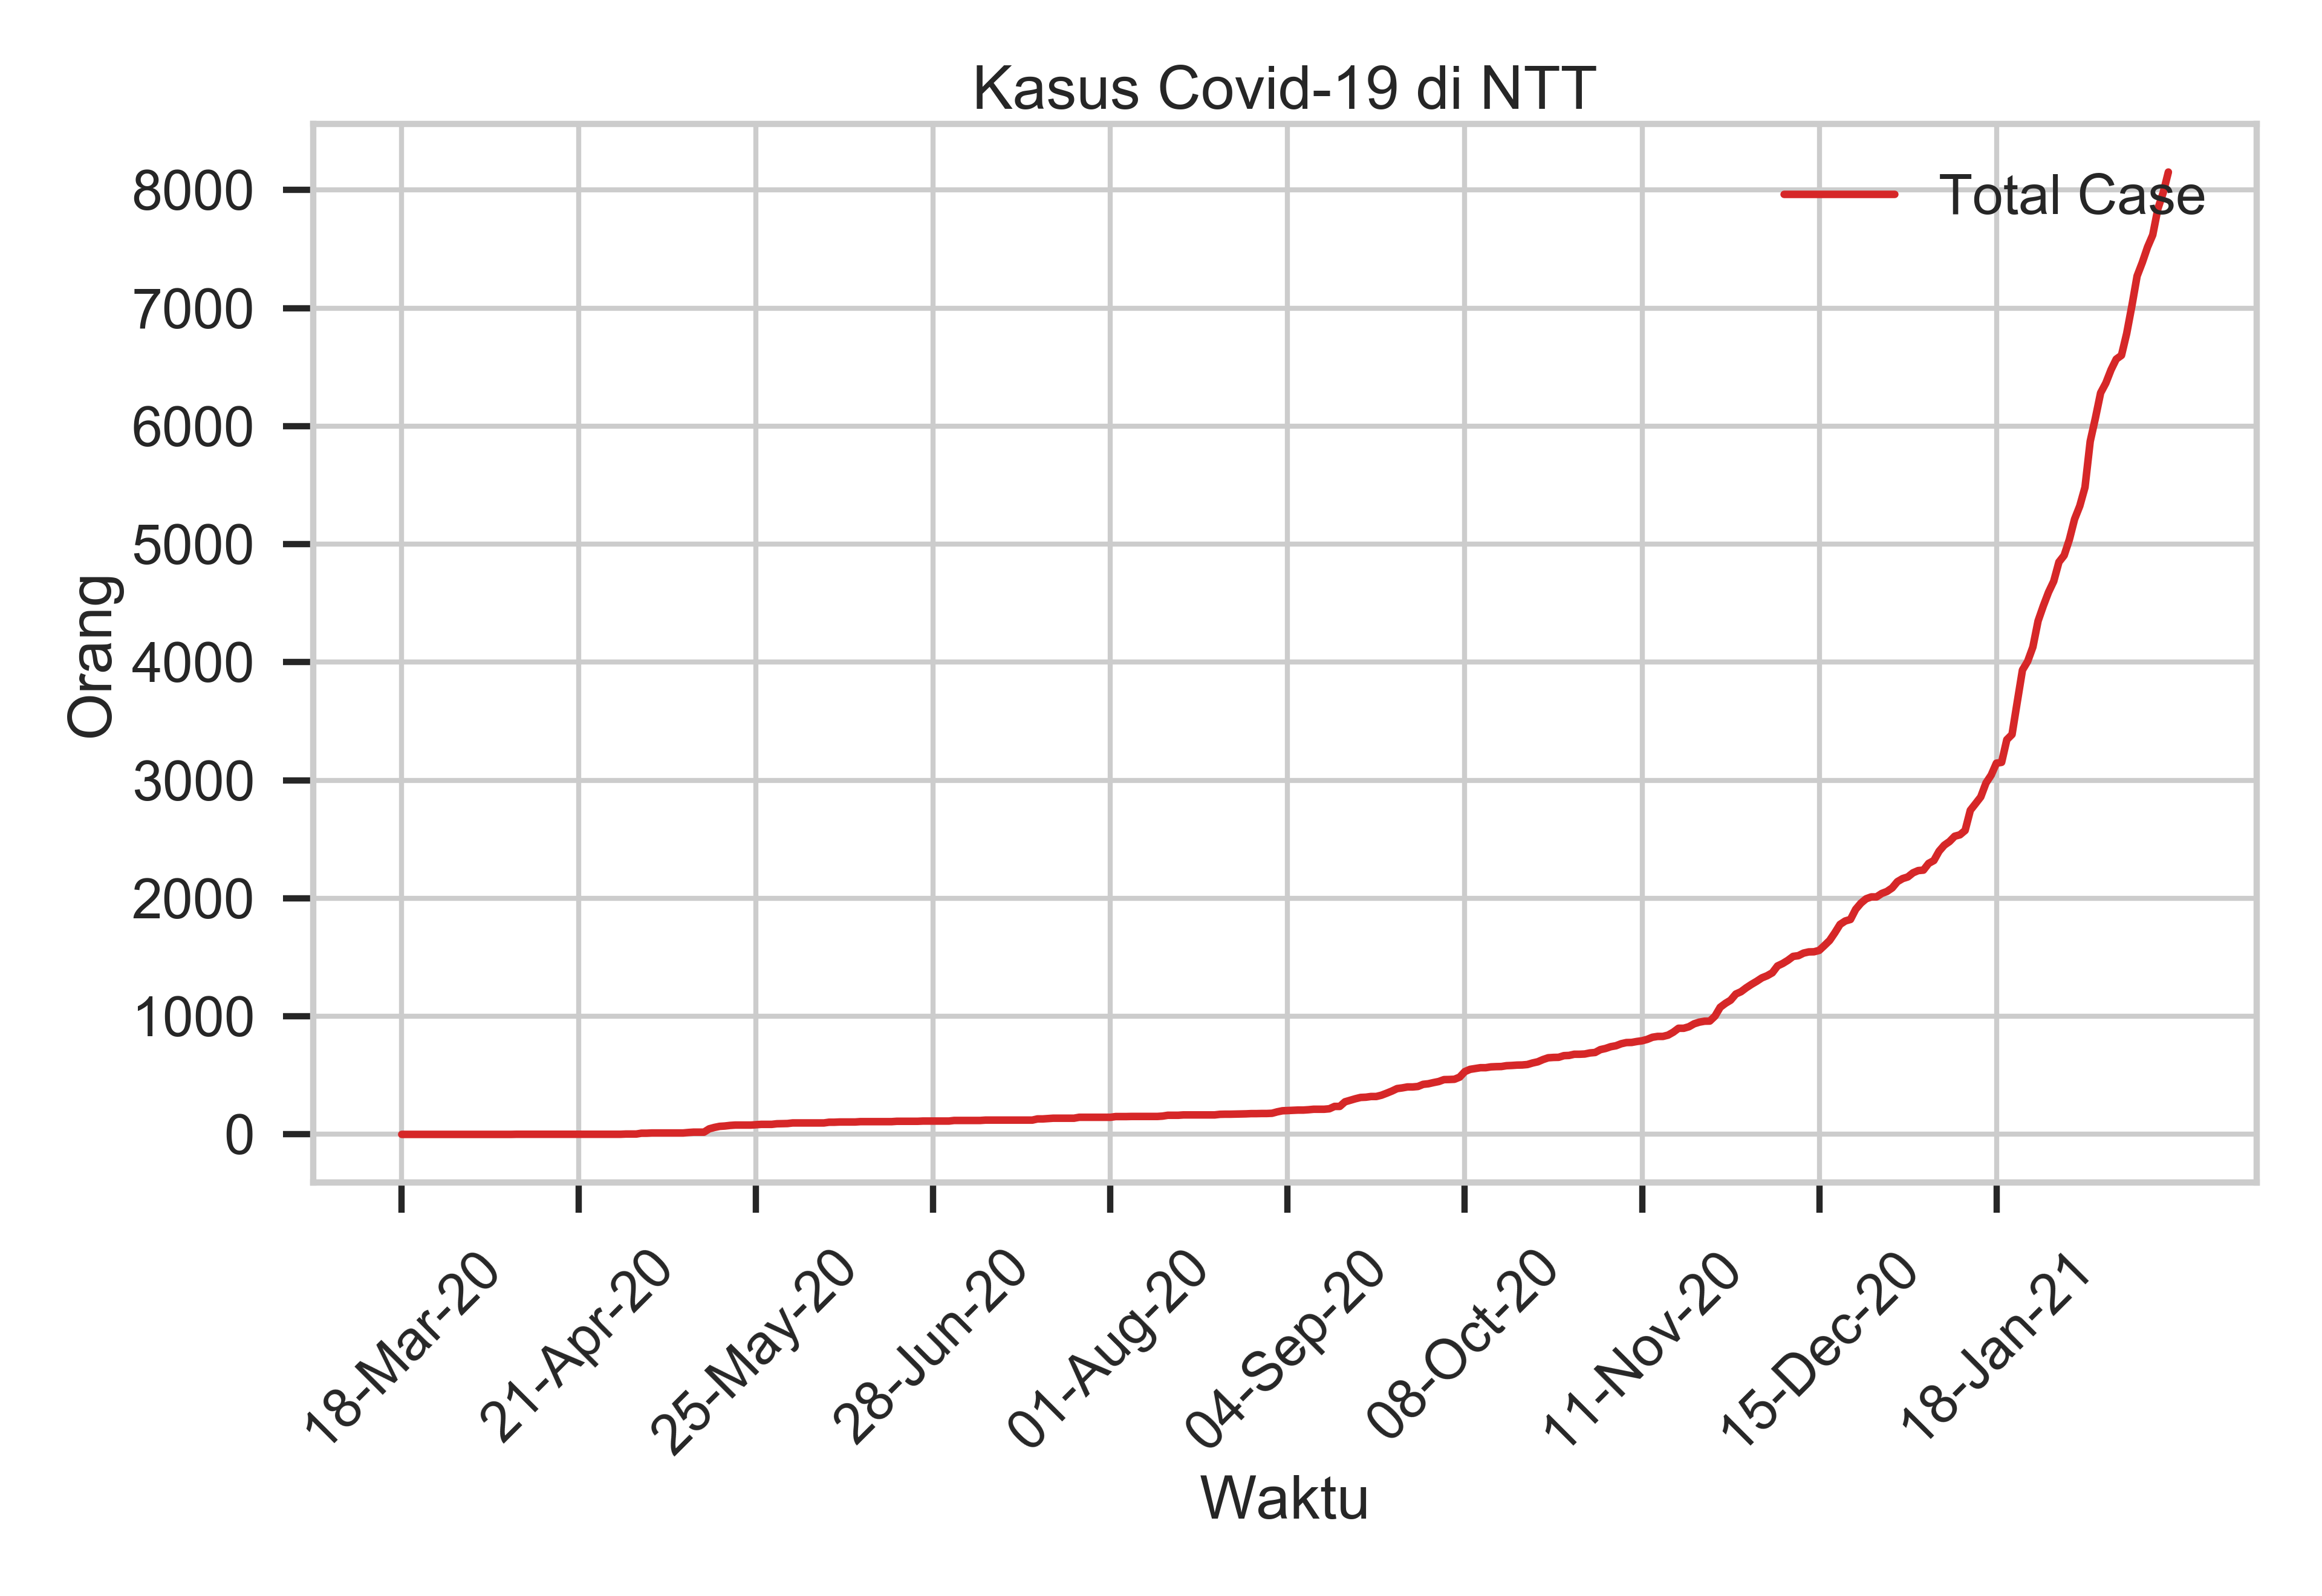 Kasus Covid-19 di NTT
Total Case
8000
7000
6000
5000
4000
3000
2000
1000
0
Orang
18-Mar-20
21-Apr-20
25-May-20
28-Jun-20
01-Aug-20
04-Sep-20
08-Oct-20
11-Nov-20
15-Dec-20
18-Jan-21
Waktu